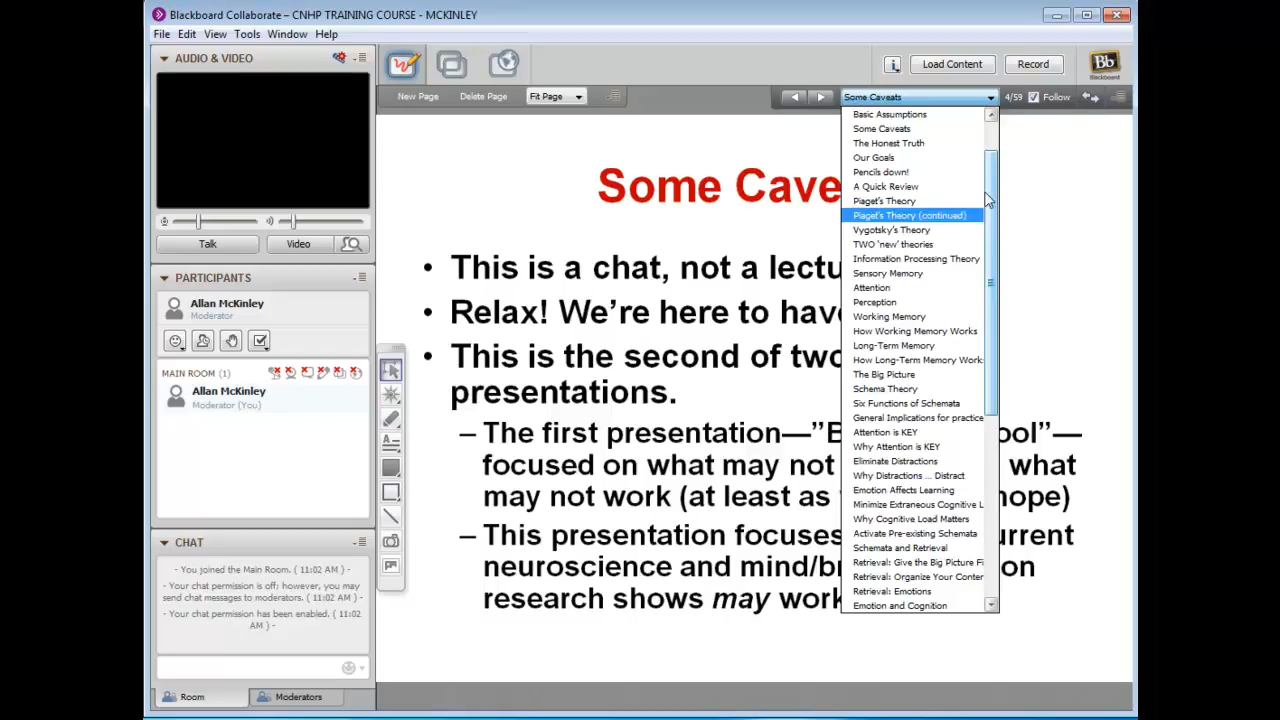 Blackboard Collaborate – CNHP TRAINING COURSE - MCKINLEY
File Edit View Tools Window Help
AUDIO & VIDEO
Load Content
Record
Bb
Blackboard
New Page
Delete Page
Fit Page
Some Caveats
4/59
Follow
Talk
Video
PARTICIPANTS
Allan McKinley
Moderator
MAIN ROOM (1)
Allan McKinley
Moderator (You)
CHAT
- You joined the Main Room. ( 11:02 AM ) -
- Your chat permission is off; however, you may
send chat messages to moderators. ( 11:02 AM ) -
- Your chat permission has been enabled. ( 11:02
AM ) -
Room
Moderators
Some Cave
• This is a chat, not a lectu
• Relax! We’re here to hav
• This is the second of two
presentations.
– The first presentation—”B ool”—
focused on what may not what
may not work (at least as hope)
– This presentation focuses urrent
neuroscience and mind/br on
research shows may work
Basic Assumptions
Some Caveats
The Honest Truth
Our Goals
Pencils down!
A Quick Review
Piaget's Theory
Piaget's Theory (continued)
Vygotsky's Theory
TWO 'new' theories
Information Processing Theory
Sensory Memory
Attention
Perception
Working Memory
How Working Memory Works
Long-Term Memory
How Long-Term Memory Work
The Big Picture
Schema Theory
Six Functions of Schemata
General Implications for practice
Attention is KEY
Why Attention is KEY
Eliminate Distractions
Why Distractions ... Distract
Emotion Affects Learning
Minimize Extraneous Cognitive L
Why Cognitive Load Matters
Activate Pre-existing Schemata
Schemata and Retrieval
Retrieval: Give the Big Picture Fi
Retrieval: Organize Your Conter
Retrieval: Emotions
Emotion and Cognition